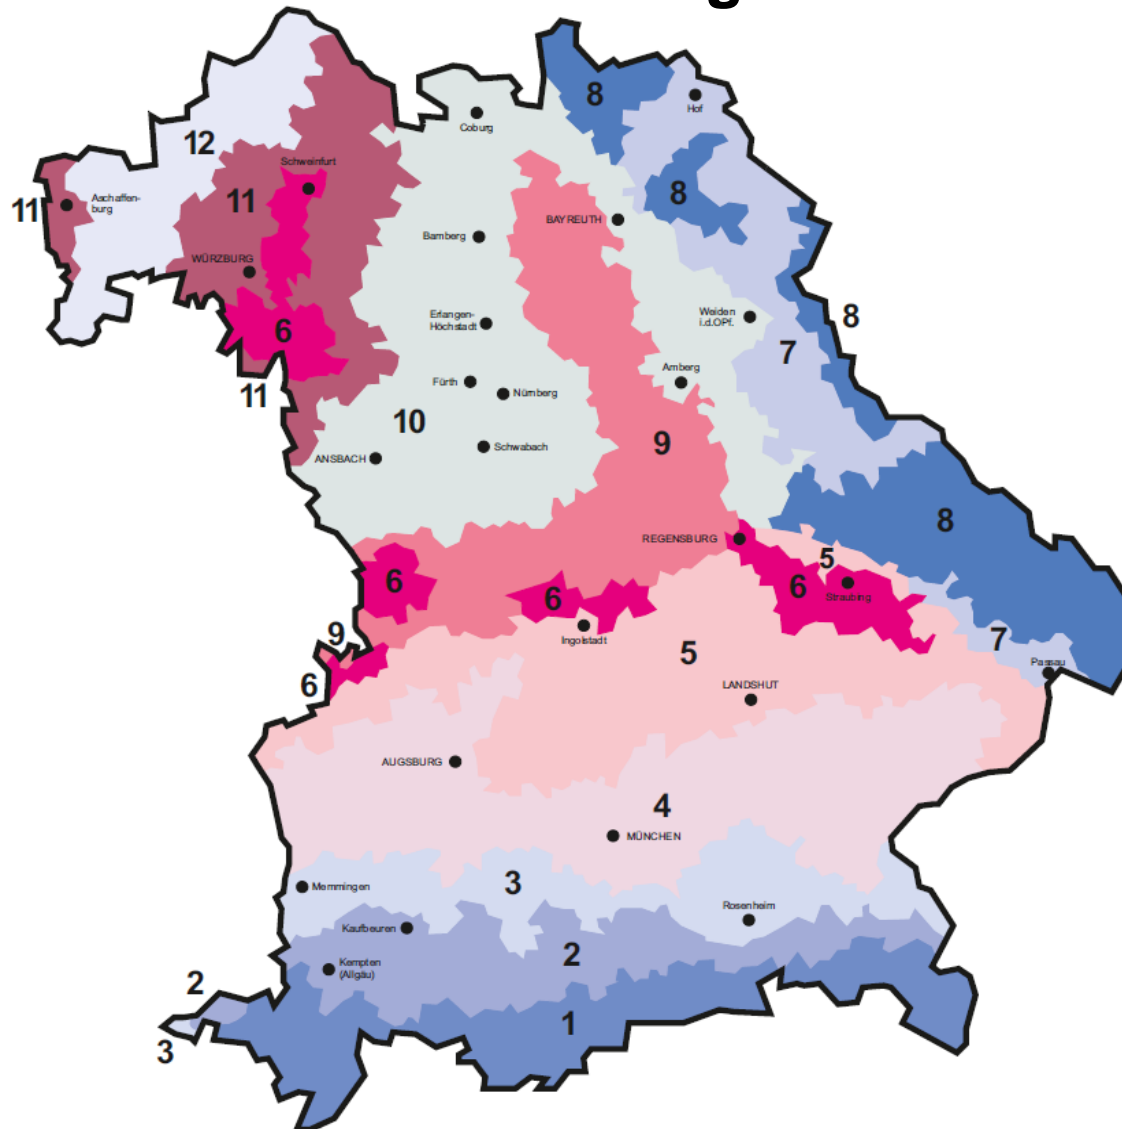 g
8
Hof
Coburg
12
Schweinfurt
11
8
Aschaffen-
burg
11
BAYREUTH
Bamberg
WÜRZBURG
Weiden
i.d.OPf.
8
Erlangen-
Höchstadt
6
7
Amberg
Fürth
11
Nürnberg
10
9
Schwabach
ANSBACH
8
REGENSBURG
5
6
6
6
Straubing
Ingolstadt
9
7
5
Passau
6
LANDSHUT
AUGSBURG
4
MÜNCHEN
3
Memmingen
Rosenheim
Kaufbeuren
2
Kempten
(Allgäu)
2
1
3